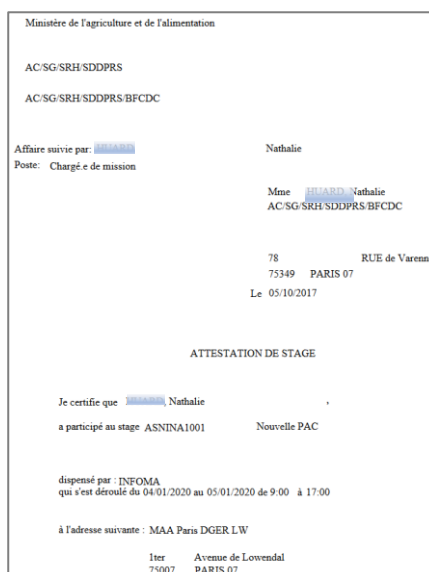 Ministère de l'agriculture et de l'alimentation
AC/SG/SRH/SDDPRS
AC/SG/SRH/SDDPRS/BFCDC
Affaire suivie par: Nathalie
Poste: Chargé.e de mission
Mme HUARD Nathalie
AC/SG/SRH/SDDPRS/BFCDC
78 RUE de Varenn
75349 PARIS 07
Le 05/10/2017
ATTESTATION DE STAGE
Je certifie que , Nathalie ,
a participé au stage ASNINA1001 Nouvelle PAC
dispensé par : INFOMA
qui s'est déroulé du 04/01/2020 au 05/01/2020 de 9:00 à 17:00
à l'adresse suivante : MAA Paris DGER LW
1ter Avenue de Lowendal
75007 PARIS 07